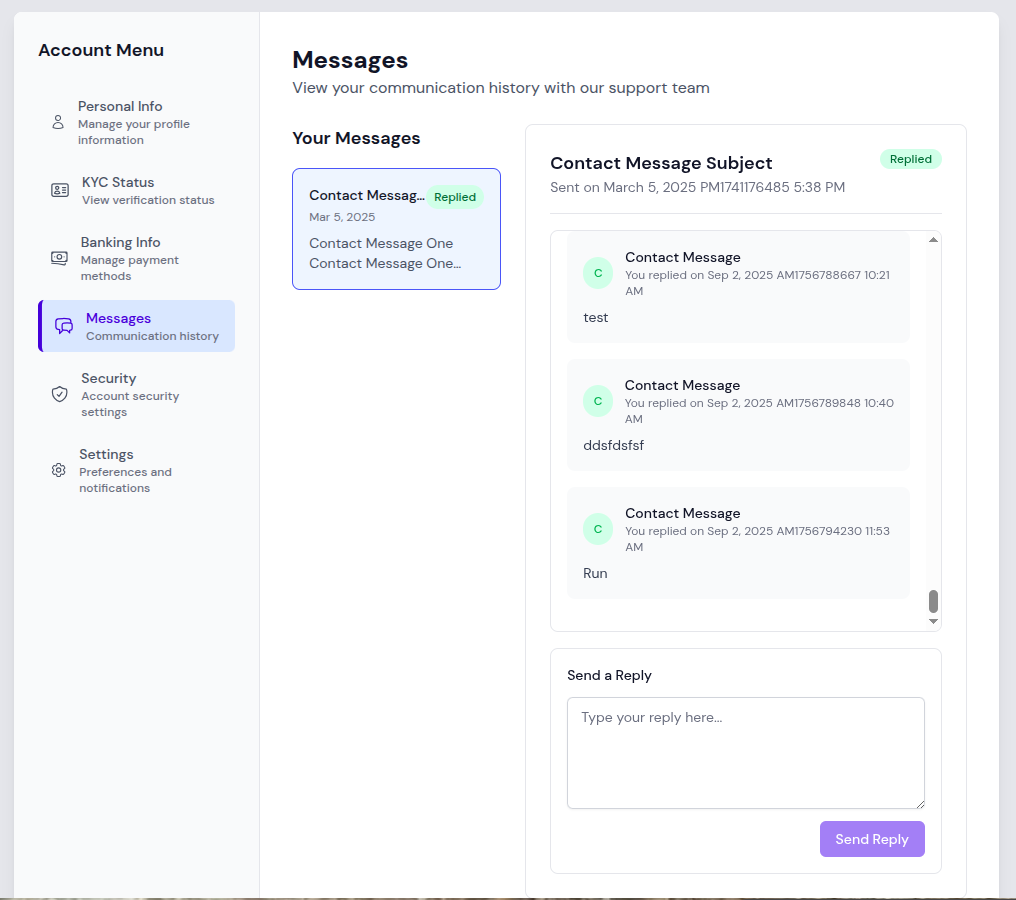 Account Menu
Personal Info
Manage your profile
information
KYC Status
View verification status
Banking Info
Manage payment
methods
Messages
Communication history
Security
Account security
settings
Settings
Preferences and
notifications
Messages
View your communication history with our support team
Your Messages
Contact Messag... Replied
Mar 5, 2025
Contact Message One
Contact Message One...
Contact Message Subject
Replied
Sent on March 5, 2025 PM1741176485 5:38 PM
C
Contact Message
You replied on Sep 2, 2025 AM1756788667 10:21
AM
test
C
Contact Message
You replied on Sep 2, 2025 AM1756789848 10:40
AM
ddsfdsfsf
C
Contact Message
You replied on Sep 2, 2025 AM1756794230 11:53
AM
Run
Send a Reply
Type your reply here...
Send Reply